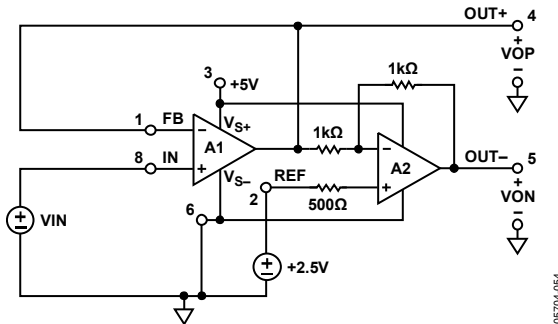 OUT+ 4
+
VOP
−
1kΩ
3 +5V
1 FB
VS+
−
A1
1kΩ
−
8 IN
+
A2
OUT− 5
VS−
REF
2
500Ω
+
+
VON
−
6
VIN
+2.5V
05704-054